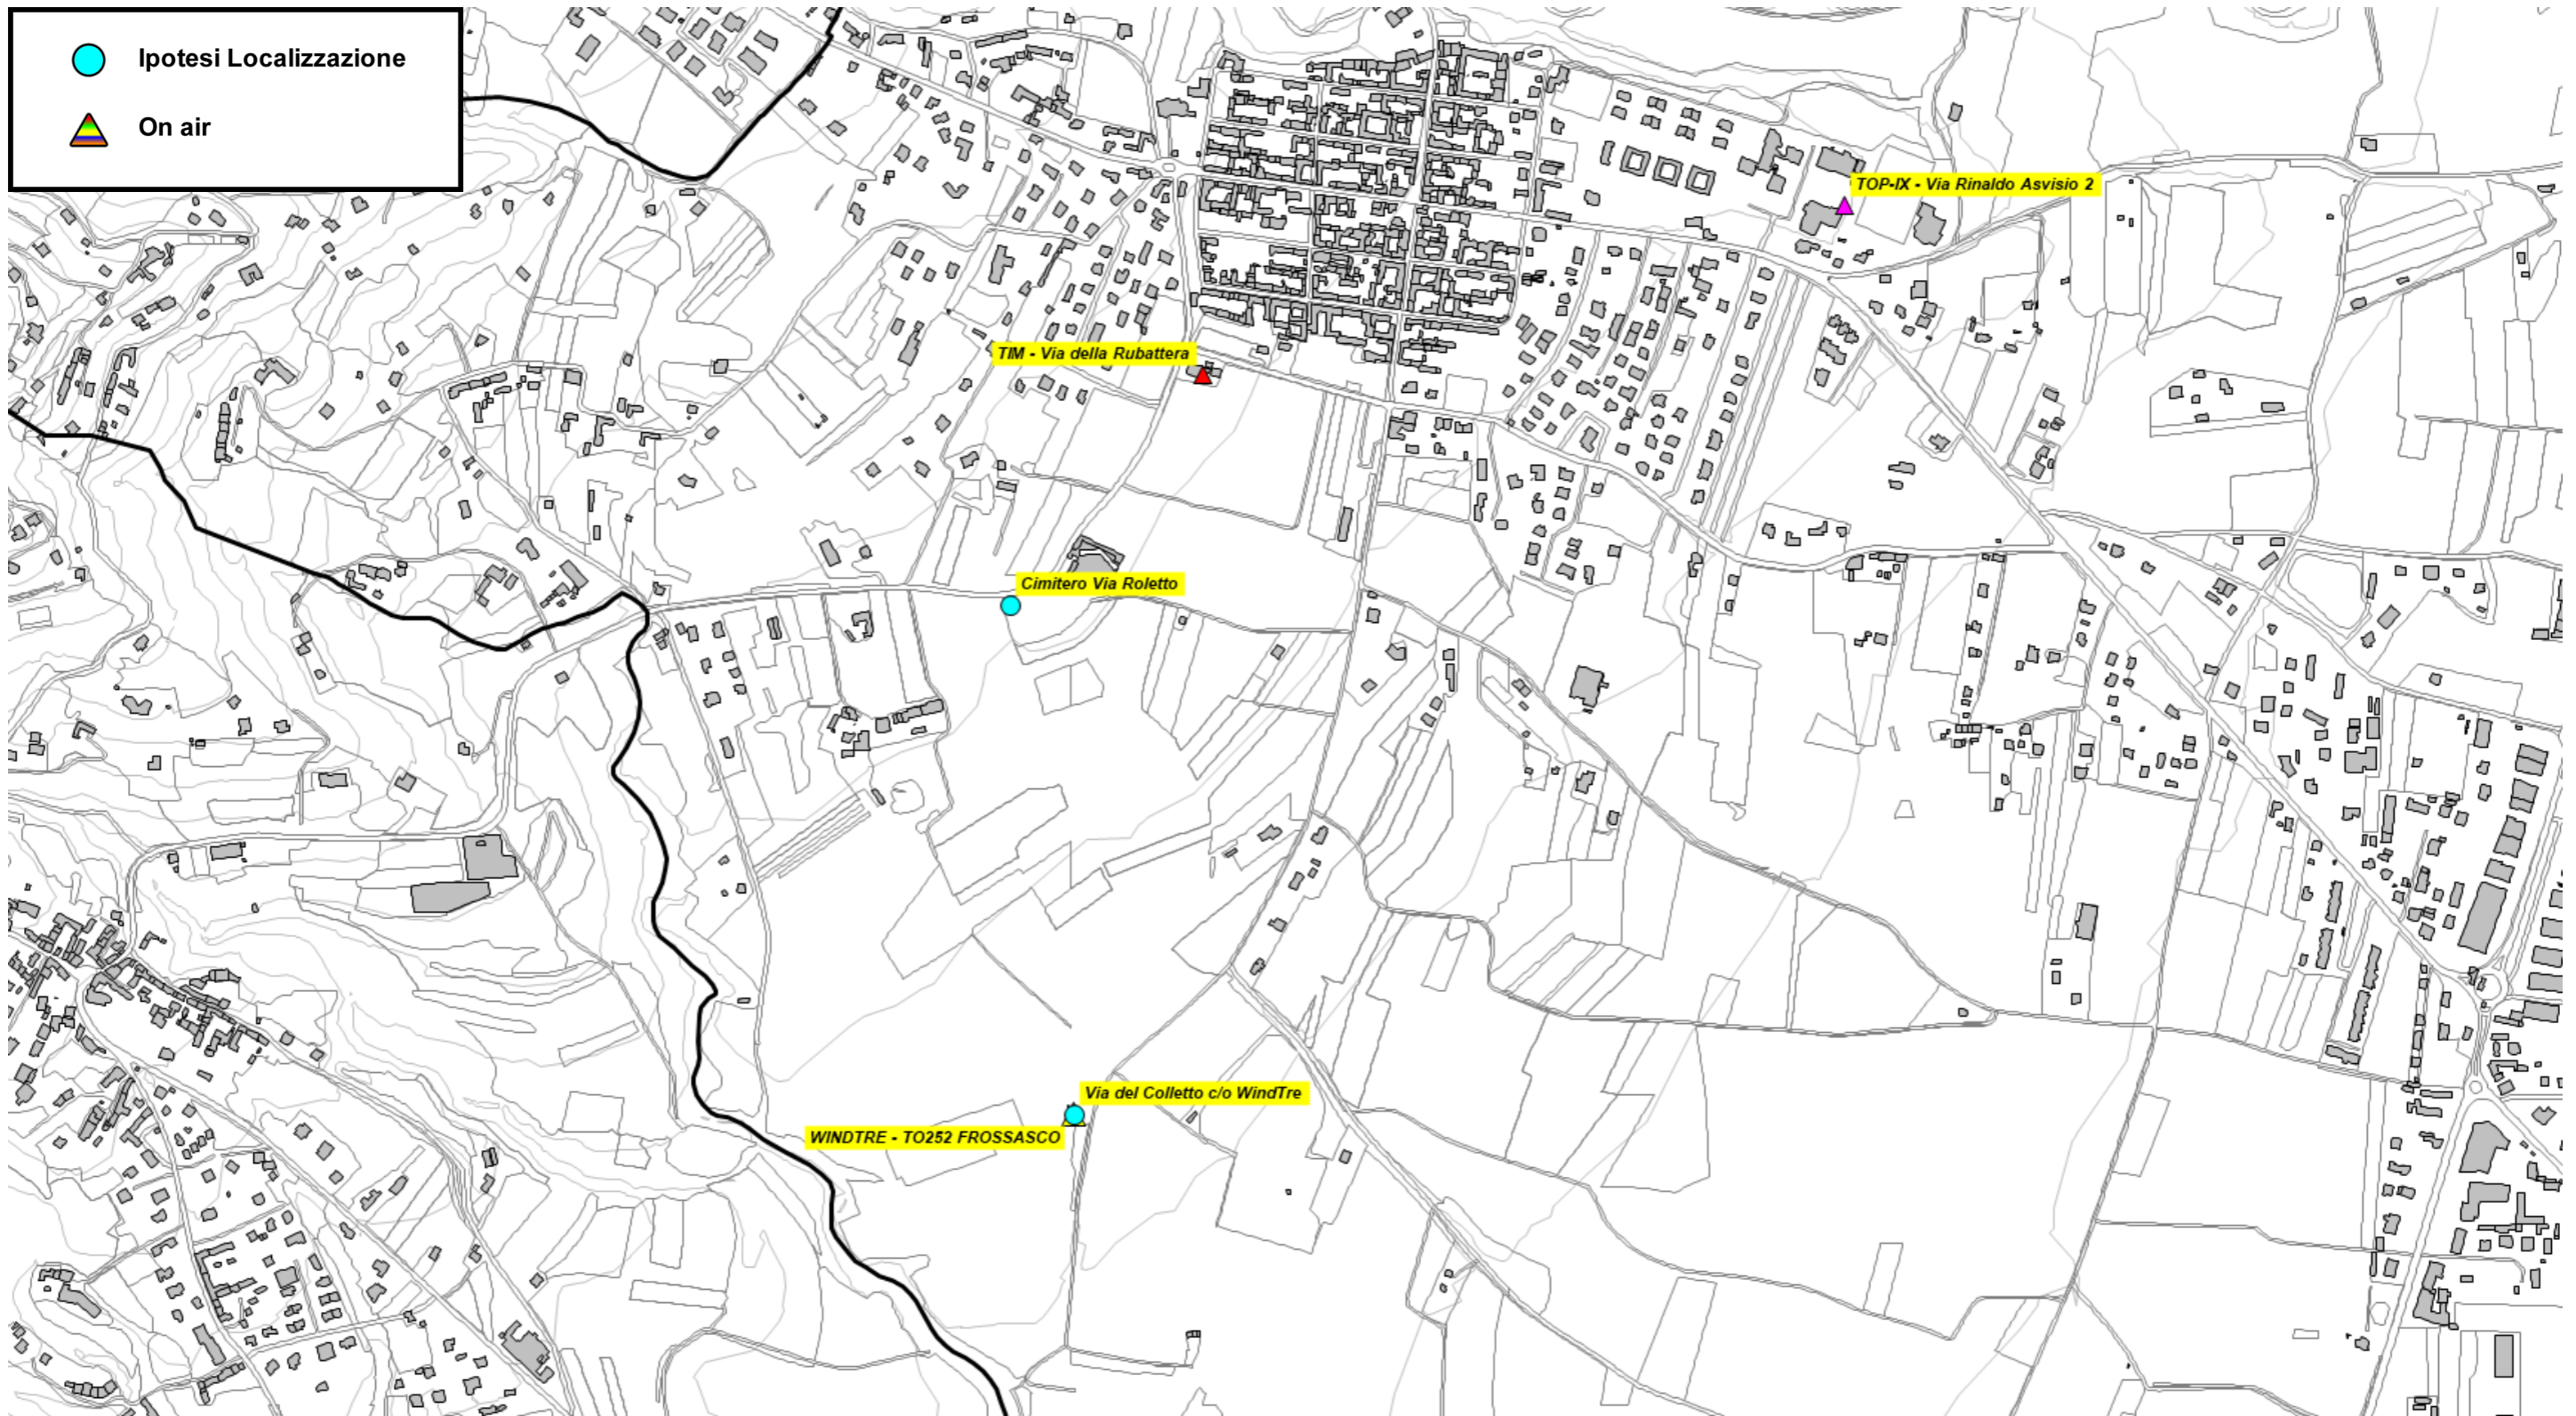 Ipotesi Localizzazione
On air
TOP-IX - Via Rinaldo Asvisio 2
TIM - Via della Rubattera
Cimitero Via Roletto
Via del Colletto c/o WindTre
WINDTRE - TO252 FROSSASCO